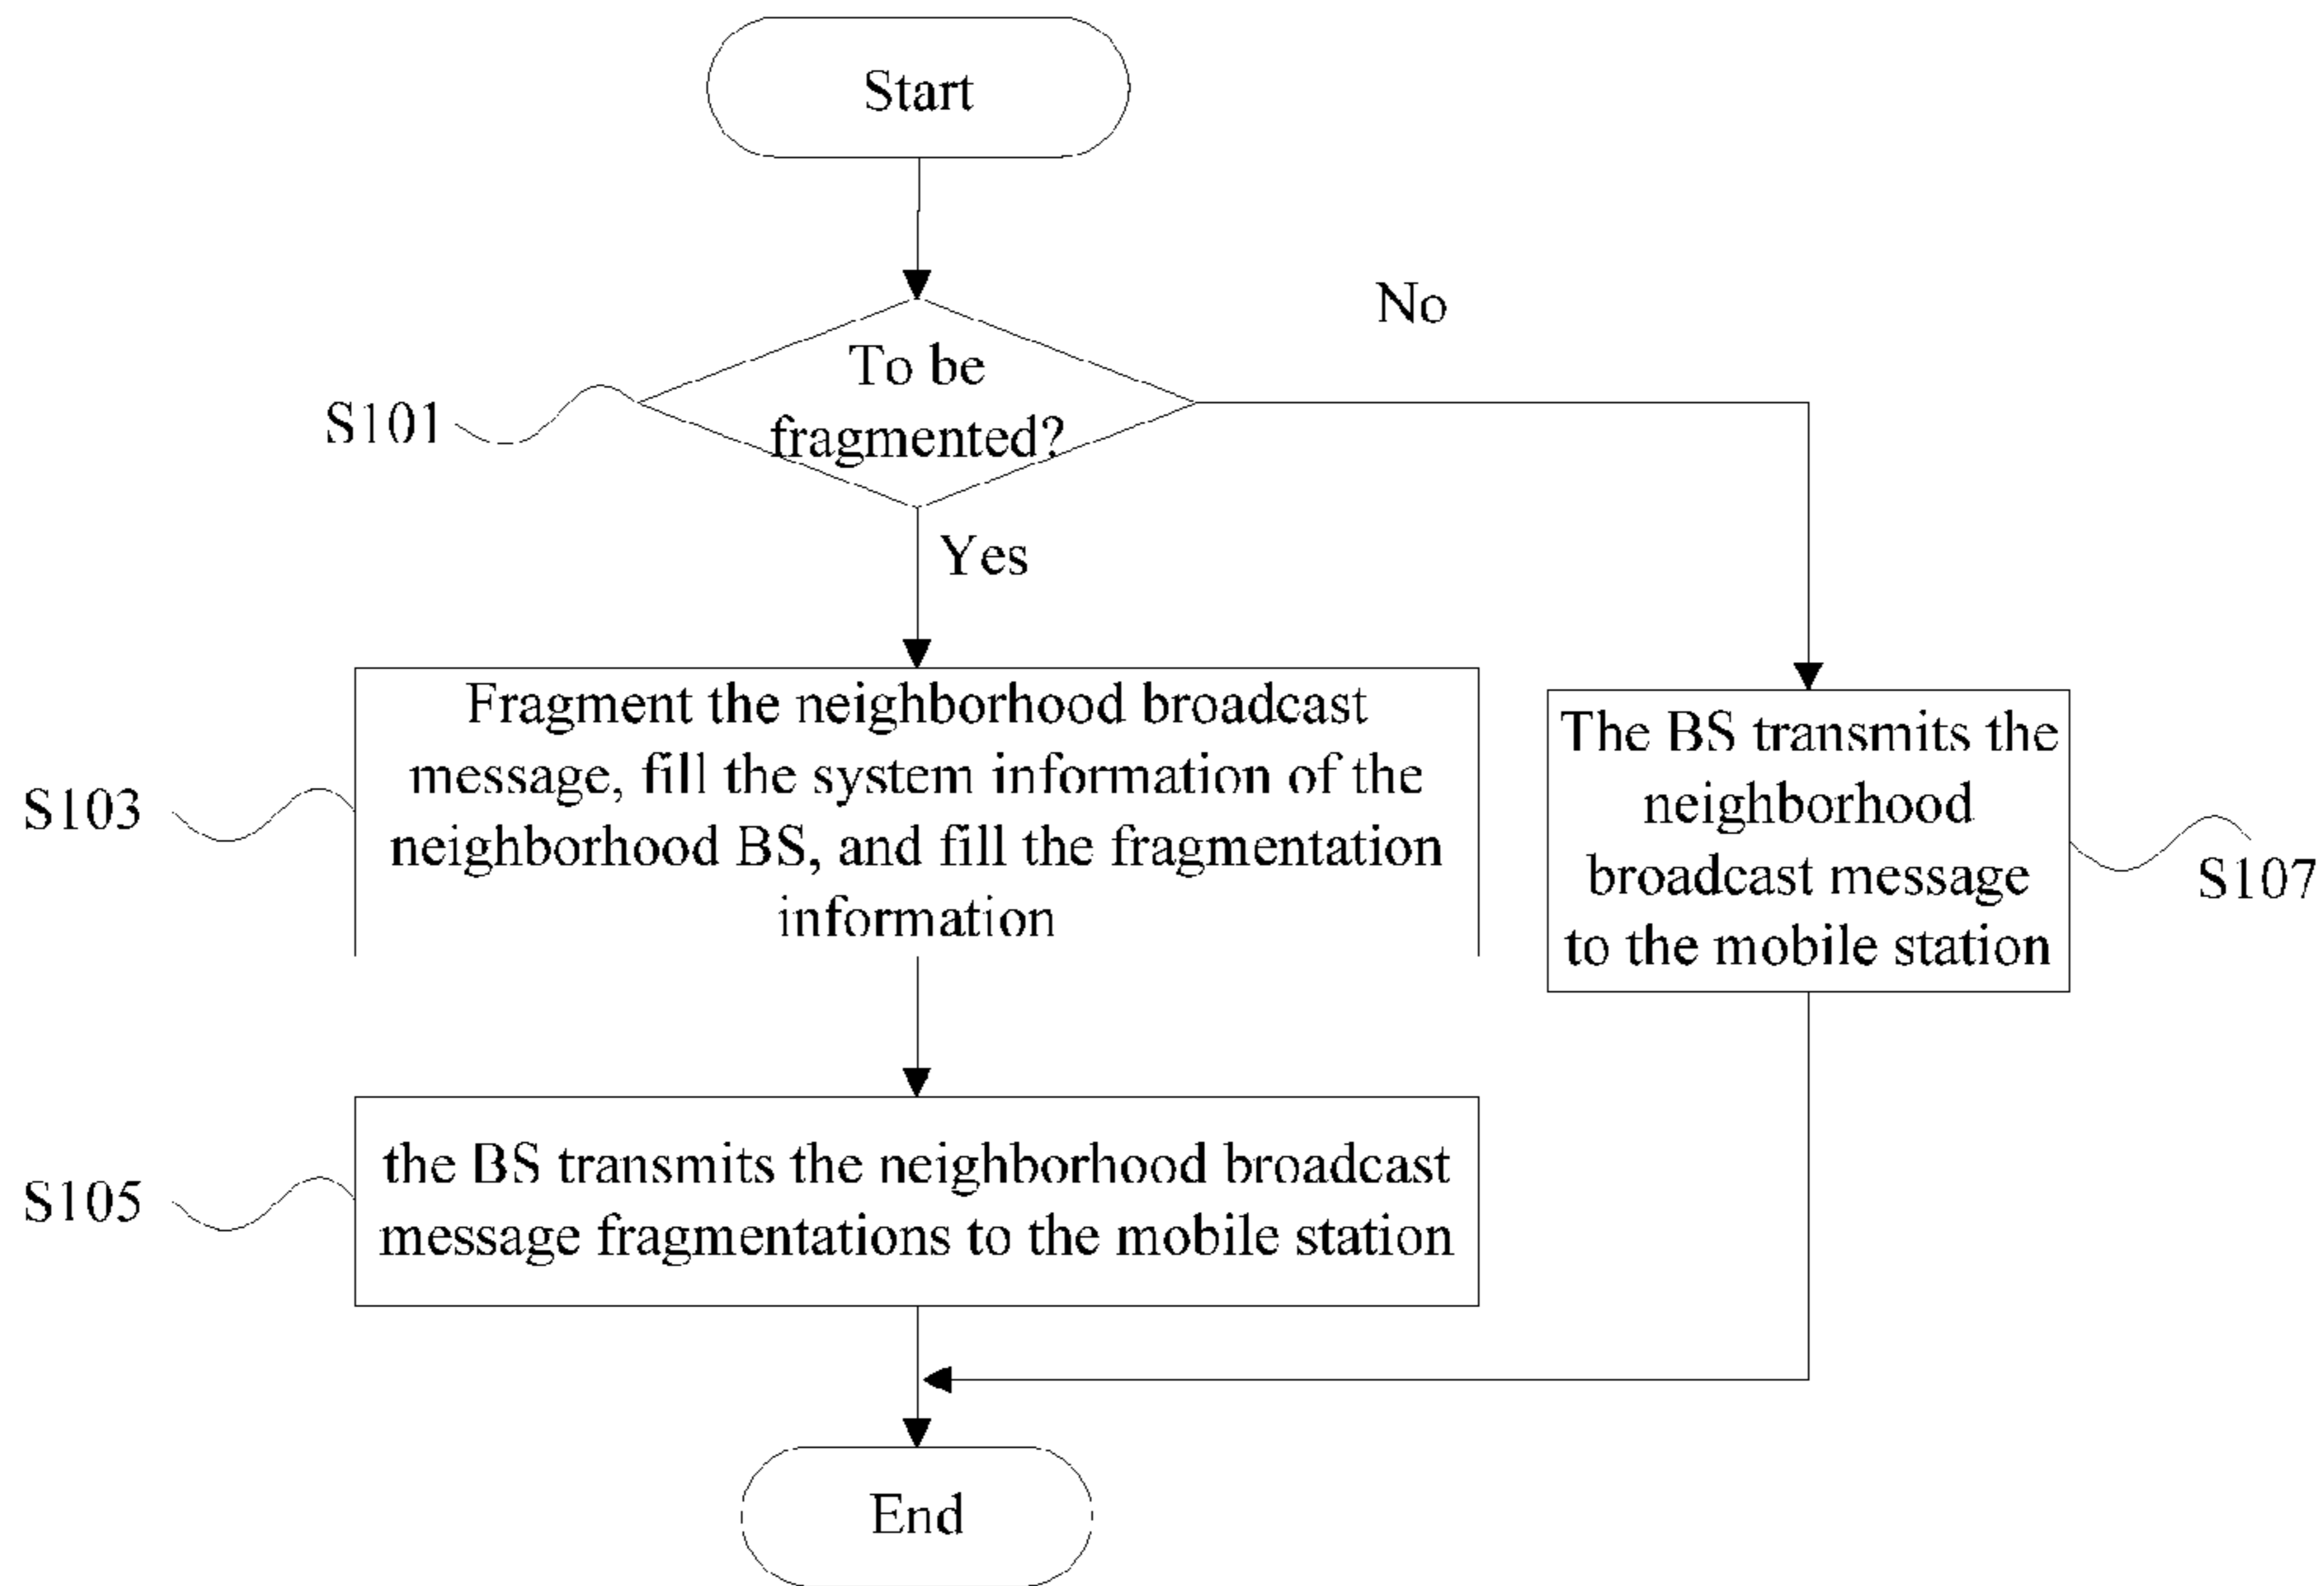 Start
No
To be
fragmented?
S101
Yes
Fragment the neighborhood broadcast
message, fill the system information of the
neighborhood BS, and fill the fragmentation
information
S103
The BS transmits the
neighborhood
broadcast message
to the mobile station
S107
the BS transmits the neighborhood broadcast
message fragmentations to the mobile station
S105
End